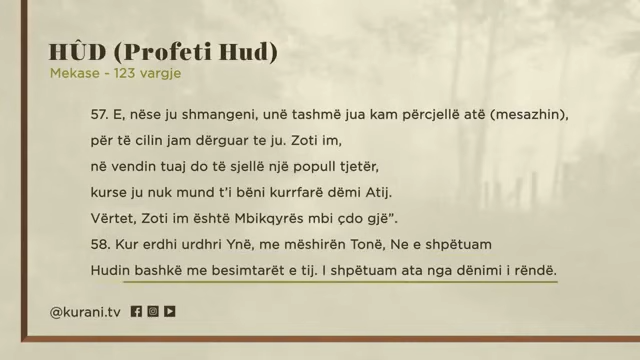 HÛD (Profeti Hud)
Mekase - 123 vargje
57. E, nëse ju shmangeni, unë tashmë jua kam përcjellë atë (mesazhin),
për të cilin jam dërguar te ju. Zoti im,
në vendin tuaj do të sjellë një popull tjetër,
kurse ju nuk mund t’i bëni kurrfarë dëmi Atij.
Vërtet, Zoti im është Mbikqyrës mbi çdo gjë”.
58. Kur erdhi urdhri Ynë, me mëshirën Tonë, Ne e shpëtuam
Hudin bashkë me besimtarët e tij. I shpëtuam ata nga dënimi i rëndë.
@kurani.tv